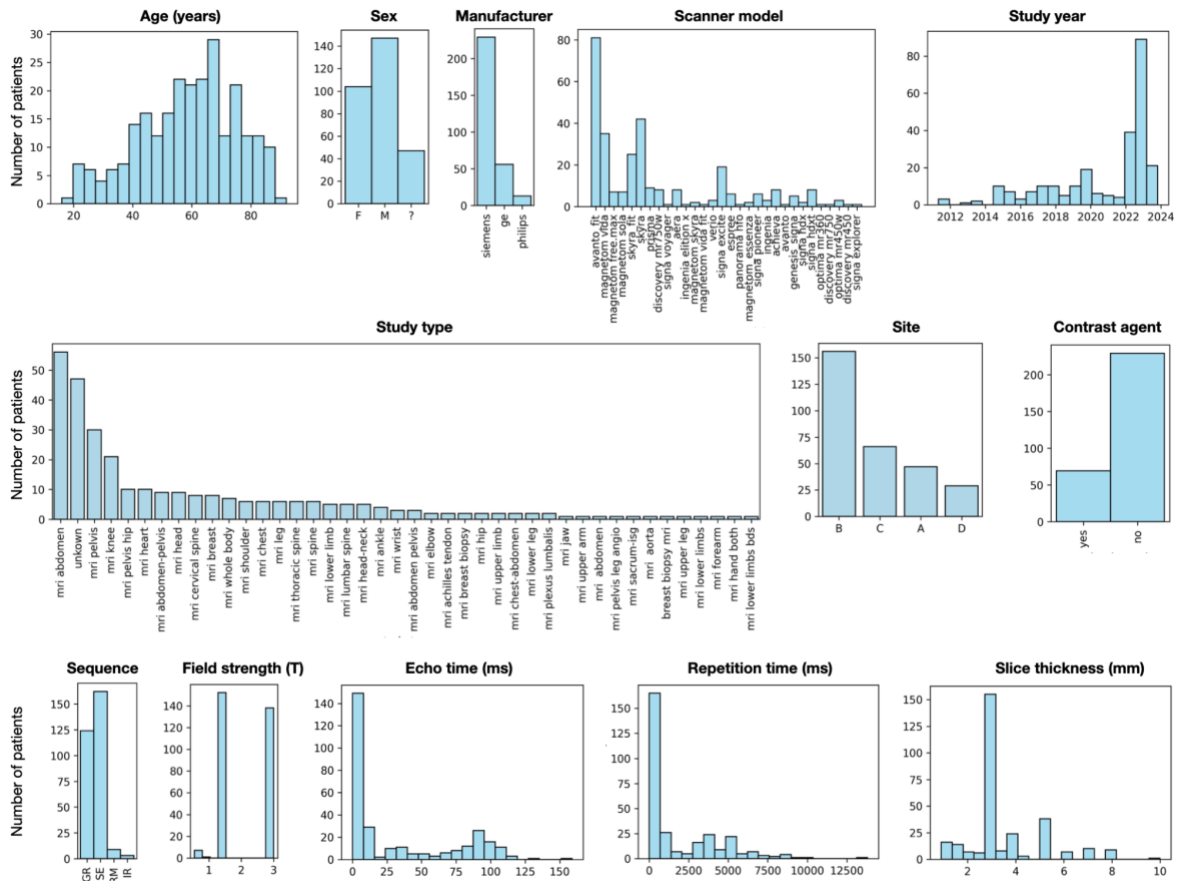 Age (years)
Sex
Manufacturer
Scanner model
Study year
Number of patients
0
5
10
15
20
25
30
20
40
60
80
0
20
40
60
80
100
120
140
F
M
?
0
50
100
150
200
siemens
ge
philips
0
20
40
60
80
avanto fit
magnetom vida
magnetom free.max
magnetom sola
skyra fit
skyra
prisma
discovery mr750w
signa voyager
aera
ingenia elition x
magnetom skyra
magnetom vida fit
verio
signa excite
espree
panorama hfo
magnetom essenza
signa pioneer
ingenia
achieva
avanto
genesis signa
signa hdx
signa hdxt
optima mr360
discovery mr750
optima mr450w
discovery mr450
signa explorer
0
20
40
60
80
2012
2014
2016
2018
2020
2022
2024
Study type
Site
Contrast agent
Number of patients
0
10
20
30
40
50
mri abdomen
unkown
mri pelvis
mri knee
mri pelvis hip
mri heart
mri abdomen-pelvis
mri head
mri cervical spine
mri breast
mri whole body
mri shoulder
mri chest
mri leg
mri thoracic spine
mri spine
mri lower limb
mri lumbar spine
mri head-neck
mri ankle
mri wrist
mri abdomen pelvis
mri elbow
mri achilles tendon
mri breast biopsy
mri hip
mri upper limb
mri chest-abdomen
mri lower leg
mri plexus lumbalis
mri jaw
mri upper arm
mri  abdomen
mri pelvis leg angio
mri sacrum-isg
mri  aorta
breast biopsy mri
mri upper leg
mri lower limbs
mri forearm
mri hand both
mri lower limbs bds
0
25
50
75
100
125
150
B
C
A
D
0
50
100
150
200
yes
no
Sequence
Field strength (T)
Echo time (ms)
Repetition time (ms)
Slice thickness (mm)
Number of patients
0
25
50
75
100
125
150
GR
SE
RM
IR
0
20
40
60
80
100
120
140
1
2
3
0
20
40
60
80
100
120
140
0
25
50
75
100
125
150
0
25
50
75
100
125
150
0
2500
5000
7500
10000
12500
0
25
50
75
100
125
150
2
4
6
8
10